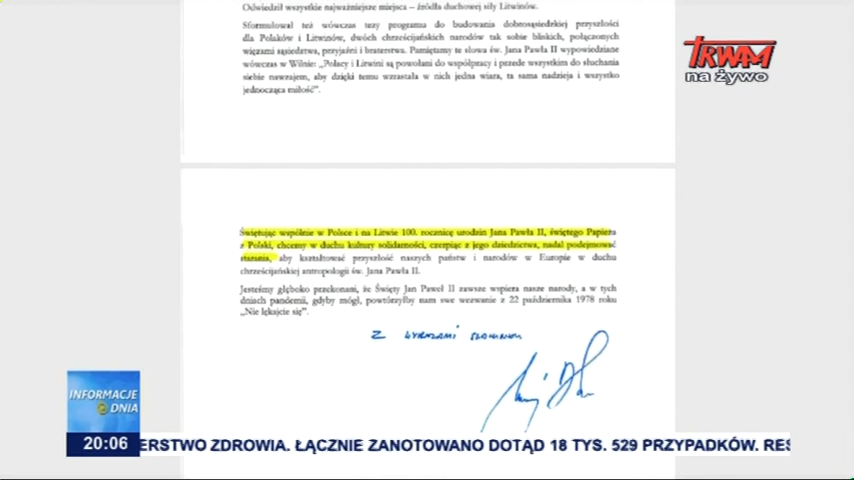 Odwiedził wszystkie najważniejsze miejsca – źródła duchowej siły Litwinów.
Sformułował też wówczas tezy programu do budowania dobrosąsiedzkiej przyszłości
dla Polaków i Litwinów, dwóch chrześcijańskich narodów tak sobie bliskich, połączonych
więzami sąsiedztwa, przyjaźni i braterstwa. Pamiętamy te słowa św. Jana Pawła II wypowiedziane
wówczas w Wilnie: „Polacy i Litwini są powołani do współpracy i przede wszystkim do słuchania
siebie nawzajem, aby dzięki temu wzrastała w nich jedna wiara, ta sama nadzieja i wszystko
jednocząca miłość”.
TRWAM
na żywo
Świętując wspólnie w Polsce i na Litwie 100. rocznicę urodzin Jana Pawła II, świętego Papieża
z Polski, chcemy w duchu kultury solidarności, czerpiąc z jego dziedzictwa, nadal podejmować
starania, aby kształtować przyszłość naszych państw i narodów w Europie w duchu
chrześcijańskiej antropologii św. Jana Pawła II.
Jesteśmy głęboko przekonani, że Święty Jan Paweł II zawsze wspiera nasze narody, a w tych
dniach pandemii, gdyby mógł, powtórzyłby nam swe wezwanie z 22 października 1978 roku
„Nie lękajcie się”.
Z wyrazami
INFORMACJE
DNIA
20:06
ERSTWO ZDROWIA. ŁĄCZNIE ZANOTOWANO DOTĄD 18 TYS. 529 PRZYPADKÓW. RES